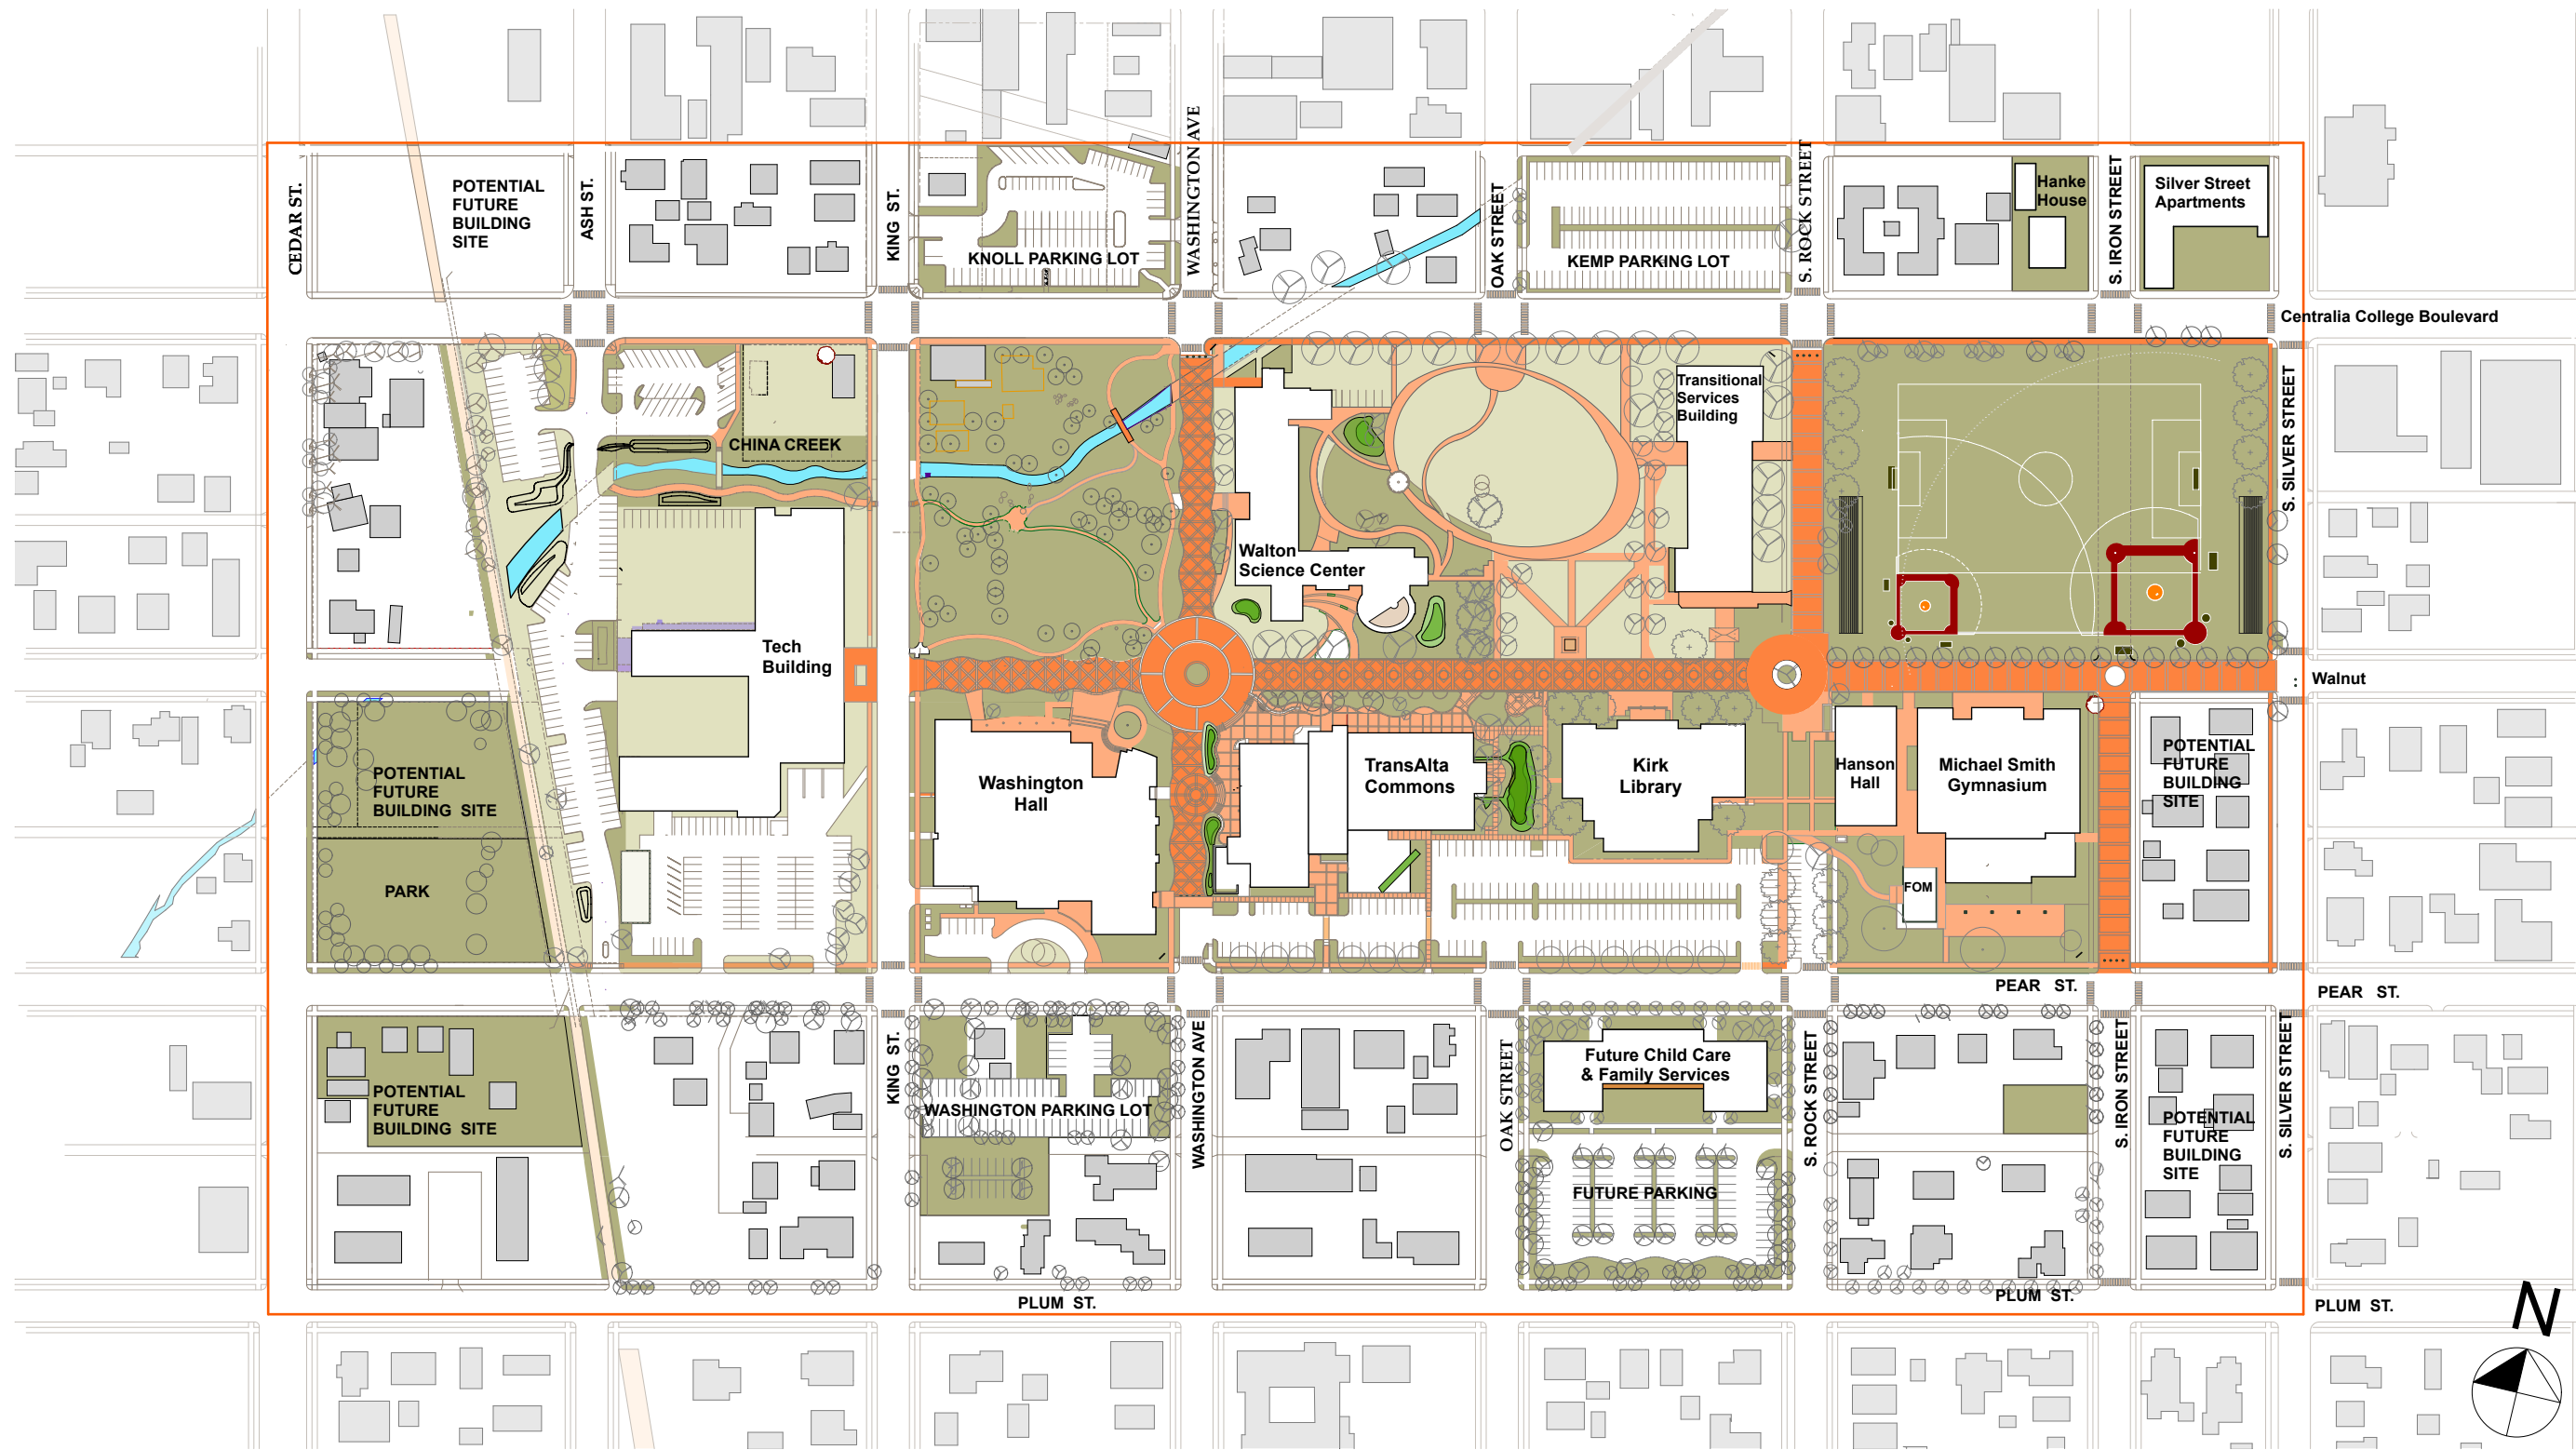 WASHINGTON AVE
CEDAR ST.
POTENTIAL
FUTURE
BUILDING
SITE
ASH ST.
KING ST.
KNOLL PARKING LOT
OAK STREET
KEMP PARKING LOT
S. ROCK STREET
Hanke
House
S. IRON STREET
Silver Street
Apartments
Centralia College Boulevard
CHINA CREEK
Transitional
Services
Building
S. SILVER STREET
Walton
Science Center
Tech
Building
: Walnut
POTENTIAL
FUTURE
BUILDING SITE
Washington
Hall
TransAlta
Commons
Kirk
Library
Hanson
Hall
Michael Smith
Gymnasium
POTENTIAL
FUTURE
BUILDING
SITE
PARK
FOM
PEAR ST.
PEAR ST.
POTENTIAL
FUTURE
BUILDING SITE
KING ST.
WASHINGTON PARKING LOT
WASHINGTON AVE
OAK STREET
Future Child Care
& Family Services
FUTURE PARKING
S. ROCK STREET
S. IRON STREET
POTENTIAL
FUTURE
BUILDING
SITE
S. SILVER STREET
PLUM ST.
PLUM ST.
PLUM ST.
N